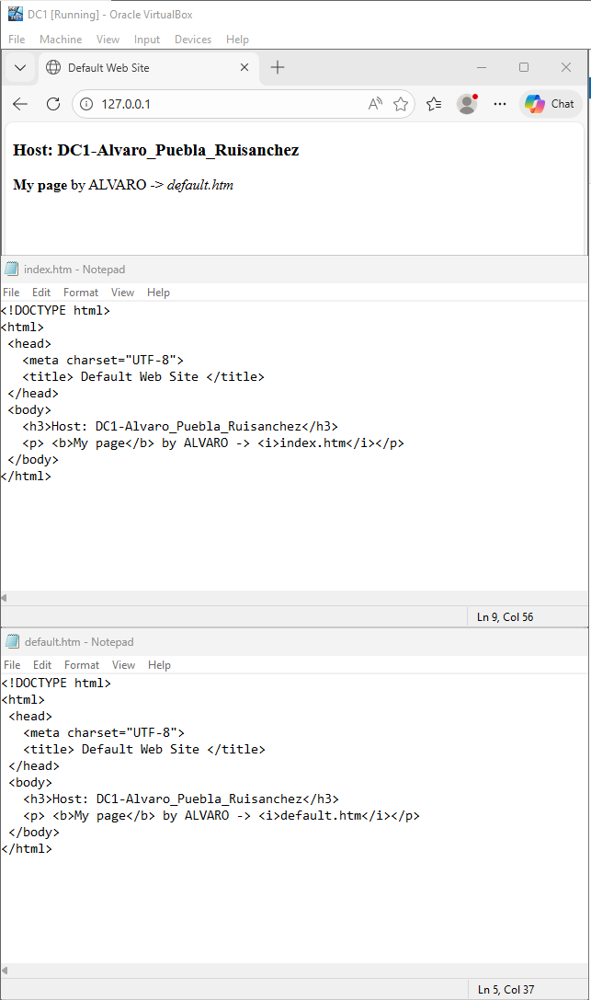 DC1 [Running] - Oracle VirtualBox
File Machine View Input Devices Help
Default Web Site
127.0.0.1
Chat
Host: DC1-Alvaro_Puebla_Ruisanchez
My page by ALVARO -> default.htm
index.htm - Notepad
File Edit Format View Help
<!DOCTYPE html>
<html>
<head>
<meta charset="UTF-8">
<title> Default Web Site </title>
</head>
<body>
<h3>Host: DC1-Alvaro_Puebla_Ruisanchez</h3>
<p> <b>My page</b> by ALVARO -> <i>index.htm</i></p>
</body>
</html>
Ln 9, Col 56
default.htm - Notepad
File Edit Format View Help
<!DOCTYPE html>
<html>
<head>
<meta charset="UTF-8">
<title> Default Web Site </title>
</head>
<body>
<h3>Host: DC1-Alvaro_Puebla_Ruisanchez</h3>
<p> <b>My page</b> by ALVARO -> <i>default.htm</i></p>
</body>
</html>
Ln 5, Col 37